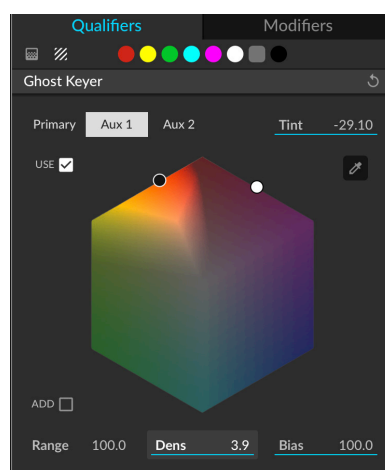 Qualifiers Modifiers
Ghost Keyer
Primary Aux 1 Aux 2 Tint -29.10
USE
ADD
Range 100.0 Dens 3.9 Bias 100.0